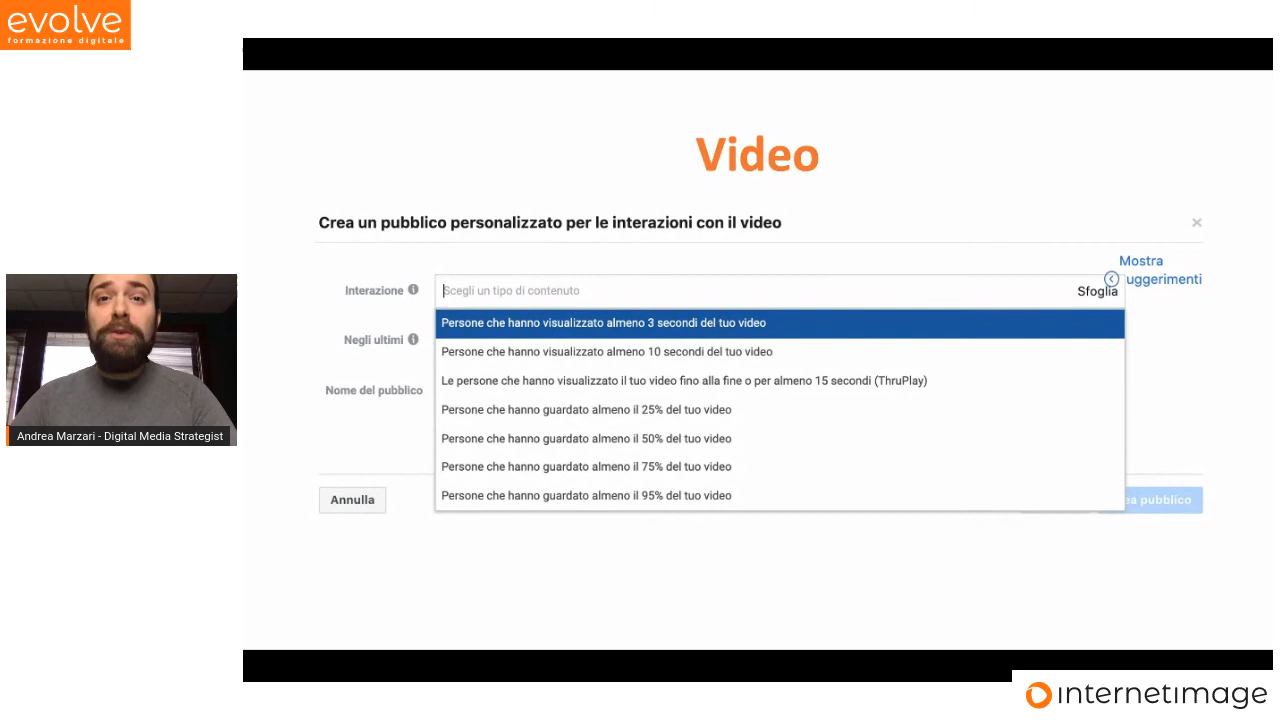 evolve
formazione digitale
Video
Crea un pubblico personalizzato per le interazioni con il video
×
Mostra
uggerimenti
Interazione
Scegli un tipo di contenuto
Sfoglia
Persone che hanno visualizzato almeno 3 secondi del tuo video
Negli ultimi
Persone che hanno visualizzato almeno 10 secondi del tuo video
Le persone che hanno visualizzato il tuo video fino alla fine o per almeno 15 secondi (ThruPlay)
Nome del pubblico
Persone che hanno guardato almeno il 25% del tuo video
Persone che hanno guardato almeno il 50% del tuo video
Persone che hanno guardato almeno il 75% del tuo video
Persone che hanno guardato almeno il 95% del tuo video
Annulla
ea pubblico
Andrea Marzari - Digital Media Strategist
internetimage